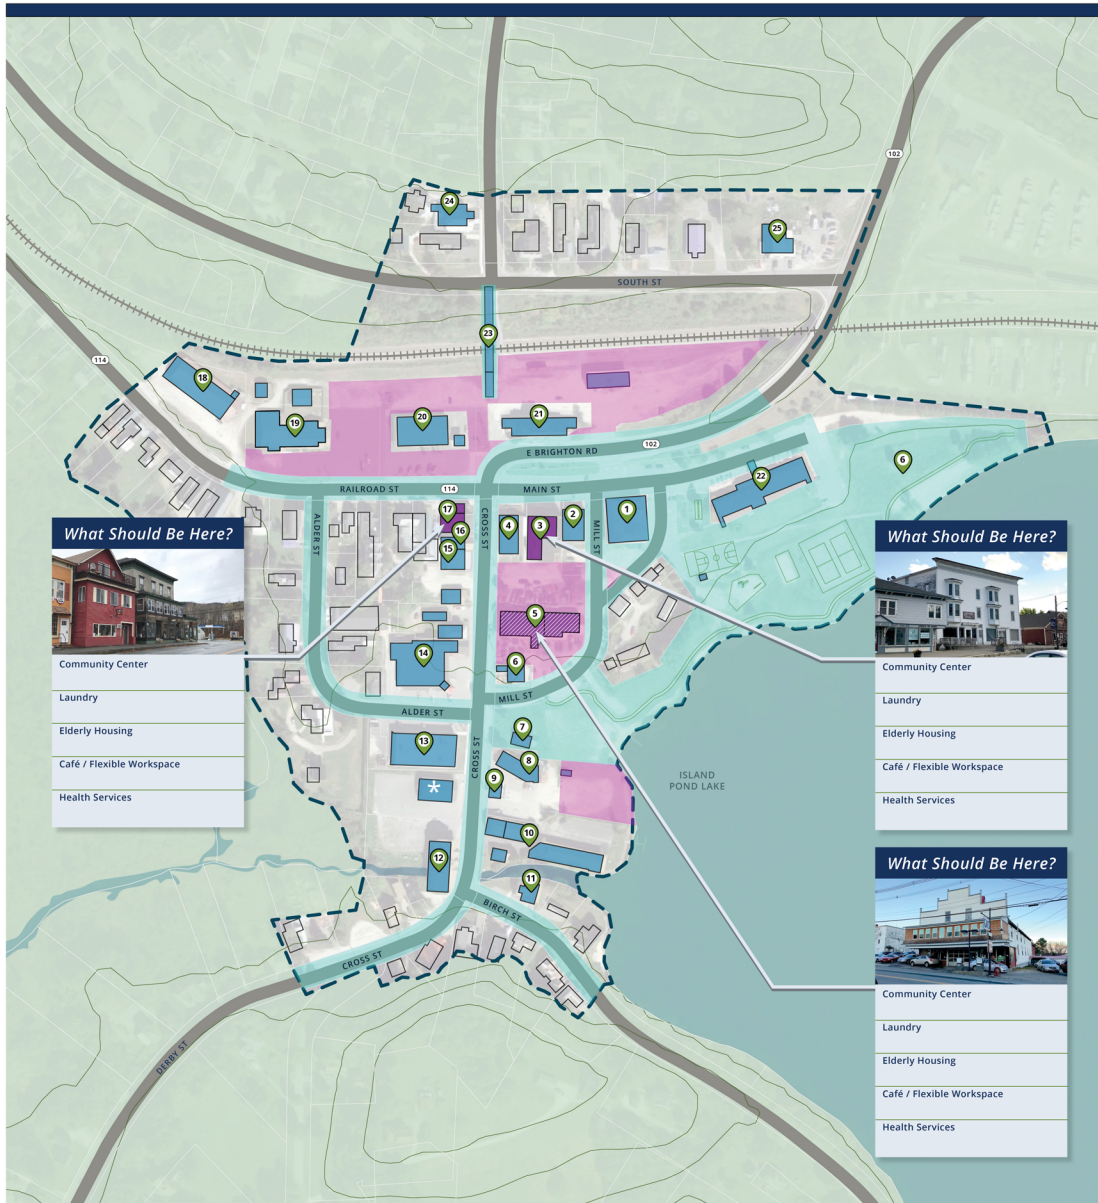 102
24
25
SOUTH ST
23
114
18
20
21
19
102
E BRIGHTON RD
6
22
RAILROAD ST
114
MAIN ST
17
1
2
4
3
16
15
ALDER ST
CROSS ST
MILL ST
What Should Be Here?
Community Center
Laundry
Elderly Housing
Café / Flexible Workspace
Health Services
What Should Be Here?
Community Center
Laundry
Elderly Housing
Café / Flexible Workspace
Health Services
5
14
6
MILL ST
ALDER ST
7
13
CROSS ST
8
9
*
ISLAND
POND LAKE
10
12
11
BIRCH ST
CROSS ST
DERBY ST
What Should Be Here?
Community Center
Laundry
Elderly Housing
Café / Flexible Workspace
Health Services